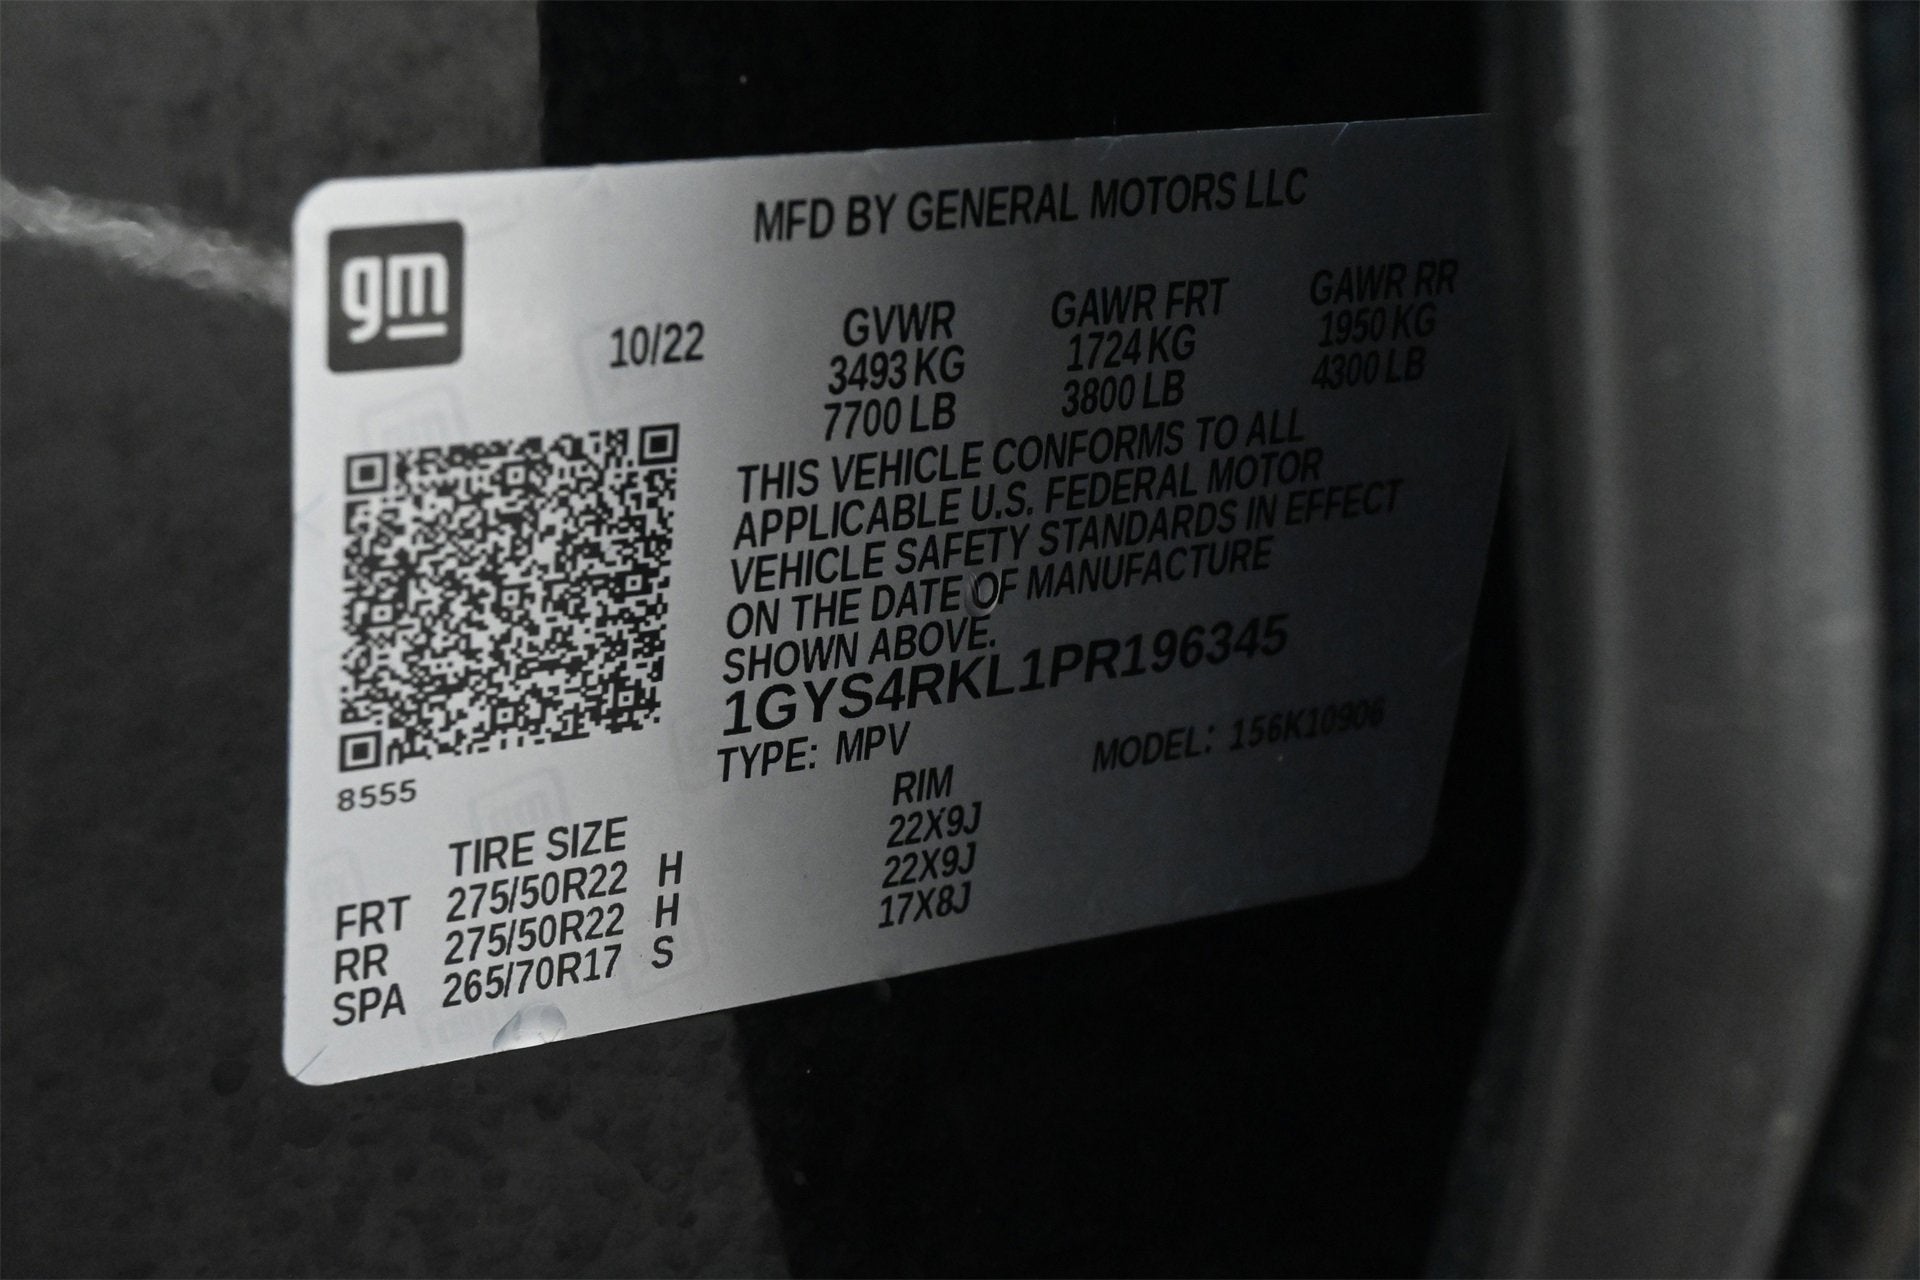 gm
MFD BY GENERAL MOTORS LLC
10/22
GVWR
3493 KG
7700 LB
GAWR FRT
1724 KG
3800 LB
GAWR RR
1950 KG
4300 LB
THIS VEHICLE CONFORMS TO ALL
APPLICABLE U.S. FEDERAL MOTOR
VEHICLE SAFETY STANDARDS IN EFFECT
ON THE DATE OF MANUFACTURE
SHOWN ABOVE.
1GYS4RKL1PR196345
TYPE: MPV MODEL: 156K10906
8555
TIRE SIZE RIM
FRT 275/50R22 H 22X9J
RR 275/50R22 H 22X9J
SPA 265/70R17 S 17X8J